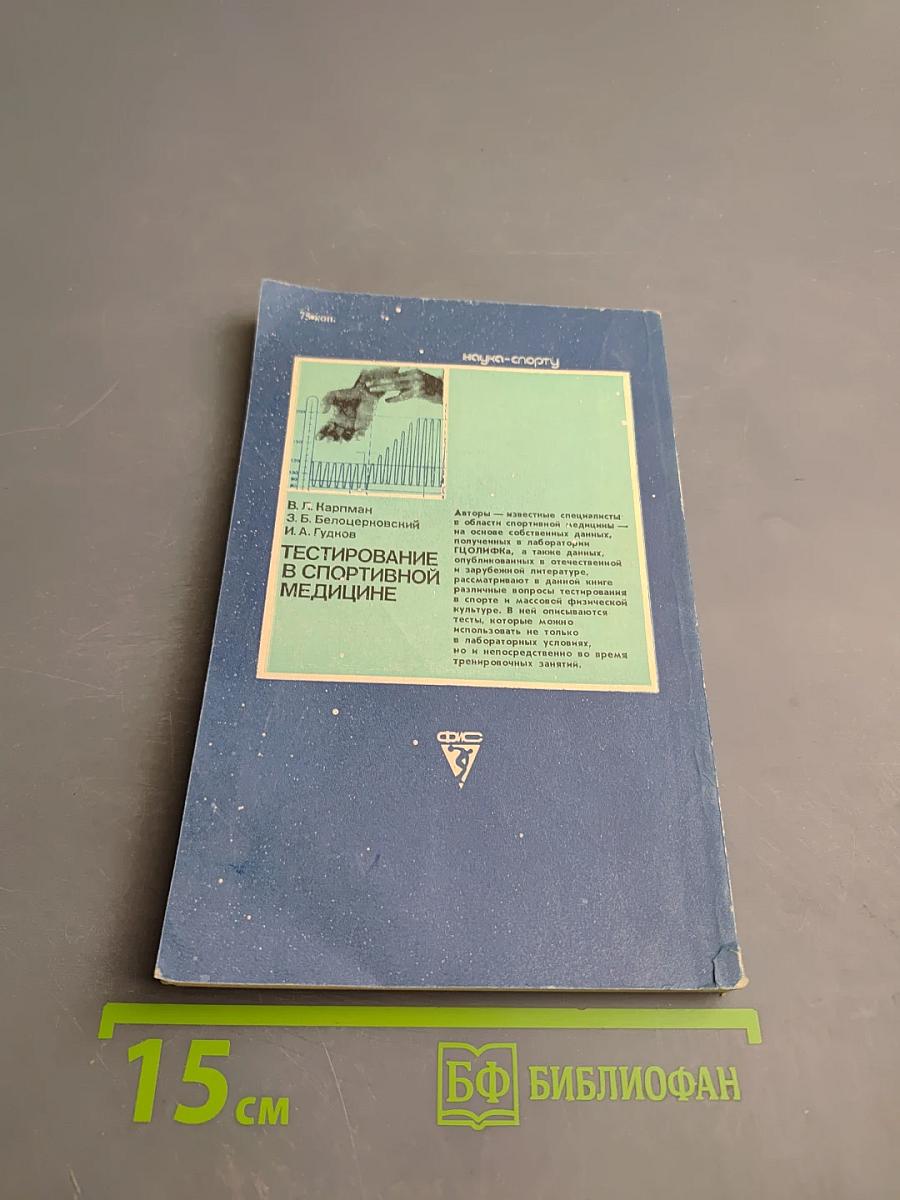 75 коп.
наука-спорту
В. Л. Карпман
З. Б. Белоцерковский
И. А. Гудков
ТЕСТИРОВАНИЕ
В СПОРТИВНОЙ
МЕДИЦИНЕ
Авторы — известные специалисты
в области спортивной медицины —
на основе собственных данных,
полученных в лаборатории
ГЦОЛИФКа, а также данных,
опубликованных в отечественной
и зарубежной литературе,
рассматривают в данной книге
различные вопросы тестирования
в спорте и массовой физической
культуре. В ней описываются
тесты, которые можно
использовать не только
в лабораторных условиях,
но и непосредственно во время
тренировочных занятий.
ФИС
15 см
БФ БИБЛИОФАН